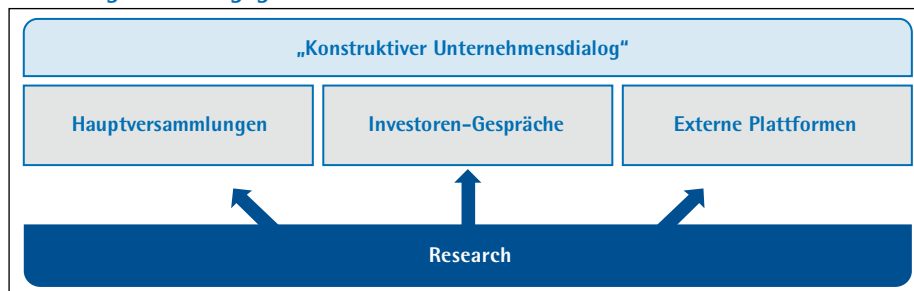 „Konstruktiver Unternehmensdialog“
Hauptversammlungen
Investoren-Gespräche
Externe Plattformen
Research